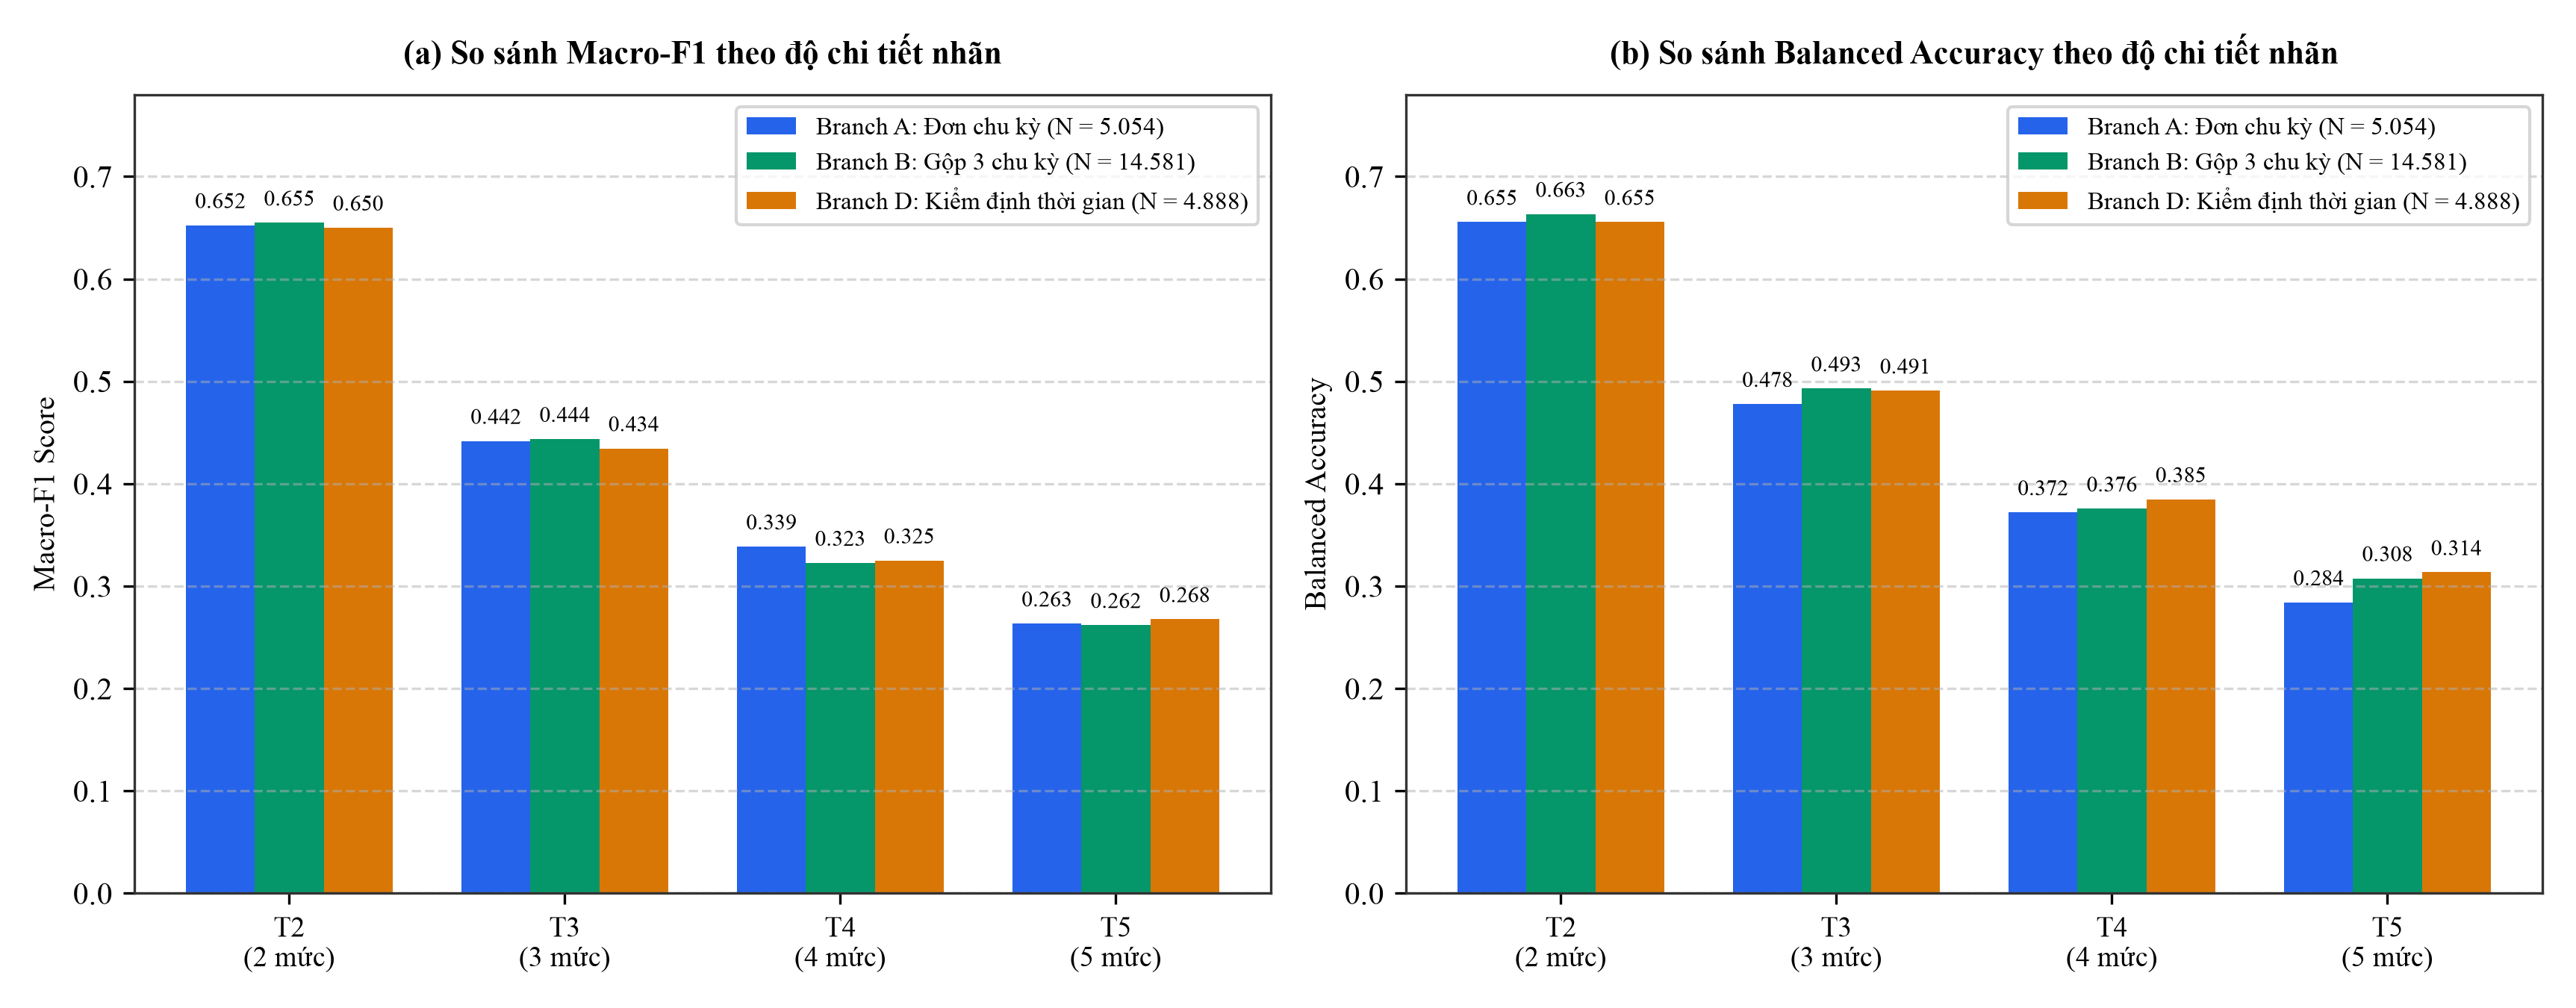 (a) So sánh Macro-F1 theo độ chi tiết nhãn
Macro-F1 Score
0.7
0.6
0.5
0.4
0.3
0.2
0.1
0.0
Branch A: Đơn chu kỳ (N = 5.054)
Branch B: Gộp 3 chu kỳ (N = 14.581)
Branch D: Kiểm định thời gian (N = 4.888)
0.652 0.655 0.650
0.442 0.444 0.434
0.339 0.323 0.325
0.263 0.262 0.268
T2 T3 T4 T5
(2 mức) (3 mức) (4 mức) (5 mức)
(b) So sánh Balanced Accuracy theo độ chi tiết nhãn
Balanced Accuracy
0.7
0.6
0.5
0.4
0.3
0.2
0.1
0.0
Branch A: Đơn chu kỳ (N = 5.054)
Branch B: Gộp 3 chu kỳ (N = 14.581)
Branch D: Kiểm định thời gian (N = 4.888)
0.655 0.663 0.655
0.478 0.493 0.491
0.372 0.376 0.385
0.284 0.308 0.314
T2 T3 T4 T5
(2 mức) (3 mức) (4 mức) (5 mức)